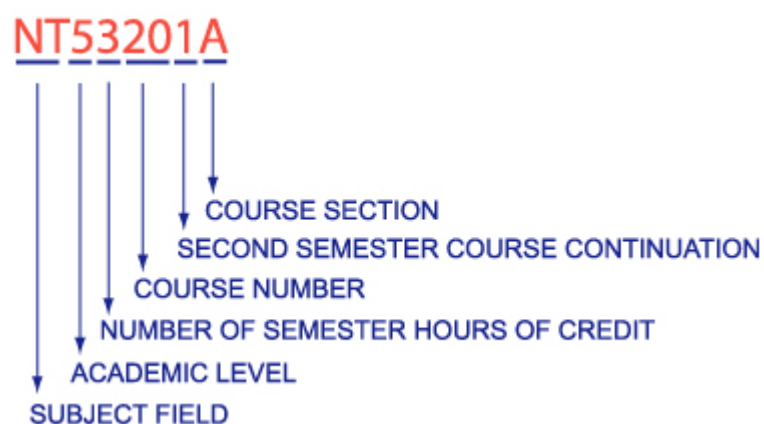 NT53201A
COURSE SECTION
SECOND SEMESTER COURSE CONTINUATION
COURSE NUMBER
NUMBER OF SEMESTER HOURS OF CREDIT
ACADEMIC LEVEL
SUBJECT FIELD